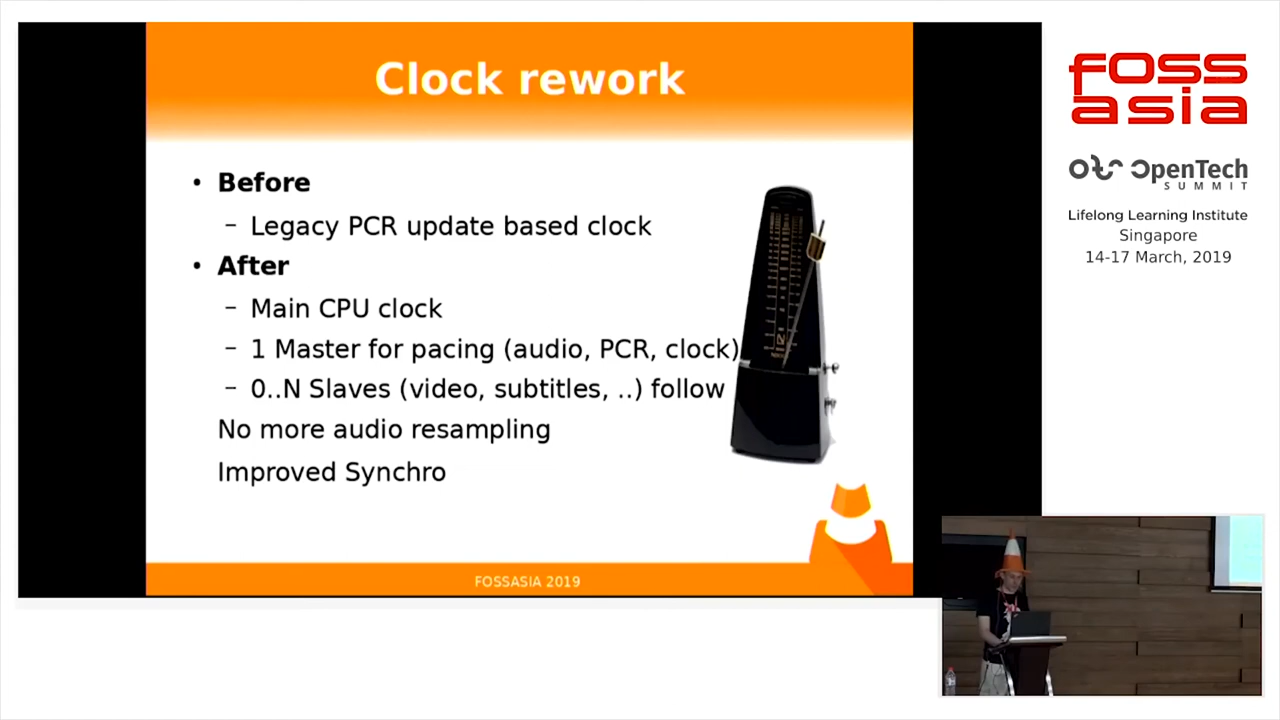 Clock rework
• Before
– Legacy PCR update based clock
• After
– Main CPU clock
– 1 Master for pacing (audio, PCR, clock)
– 0..N Slaves (video, subtitles, ..) follow
No more audio resampling
Improved Synchro
FOSSASIA 2019
foss
asia
OpenTech
SUMMIT
Lifelong Learning Institute
Singapore
14-17 March, 2019